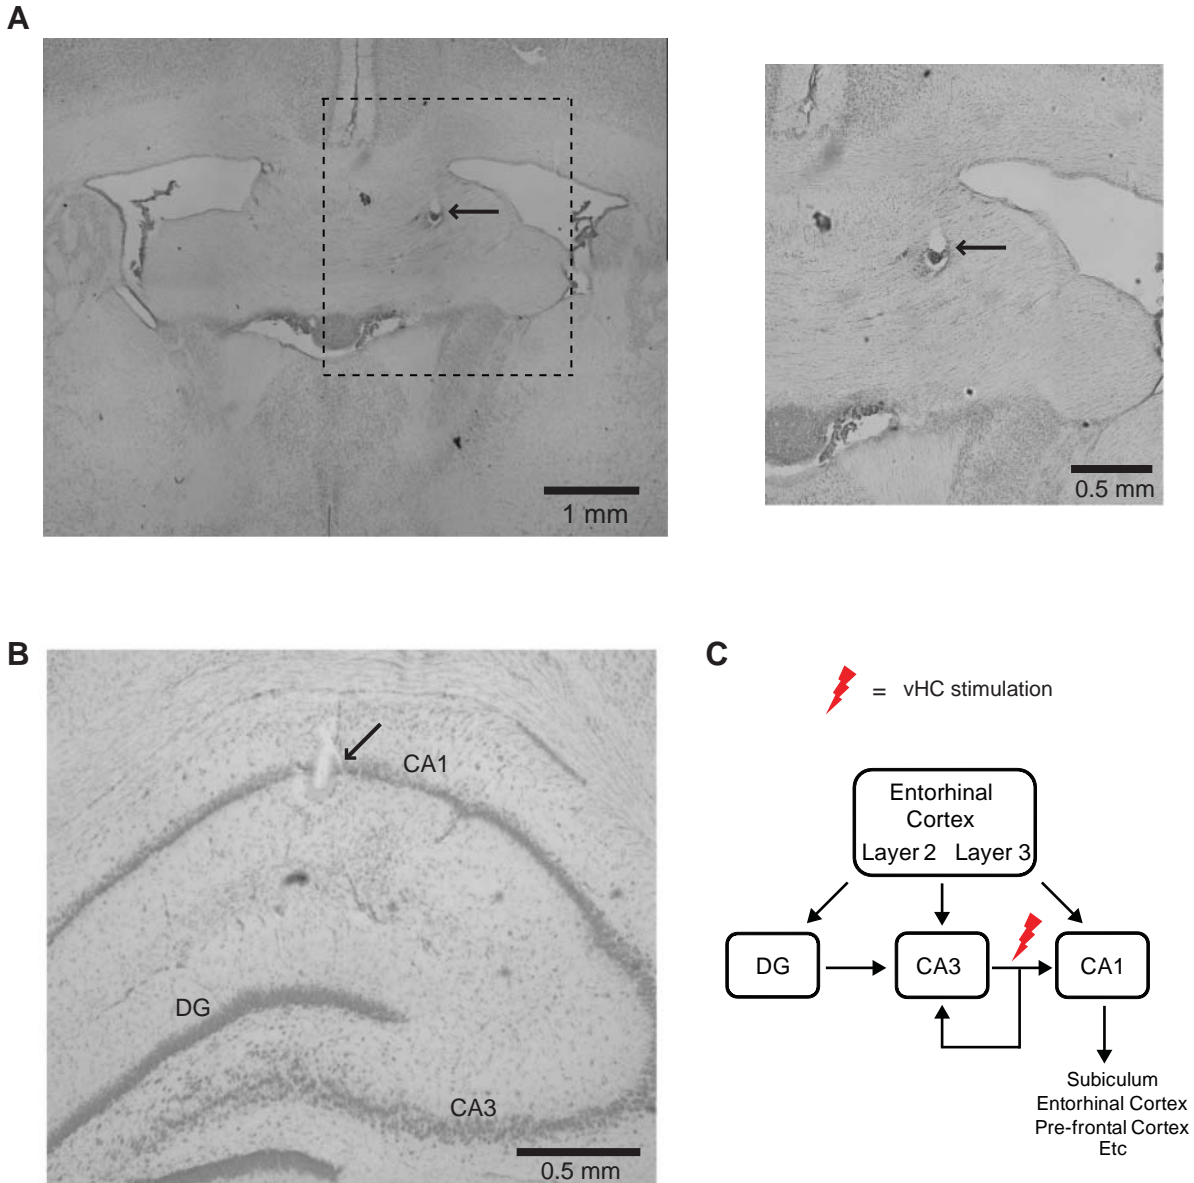 A
1 mm
0.5 mm
B
CA1
DG
CA3
0.5 mm
C
= vHC stimulation
Entorhinal
Cortex
Layer 2 Layer 3
DG
CA3
CA1
Subiculum
Entorhinal Cortex
Pre-frontal Cortex
Etc